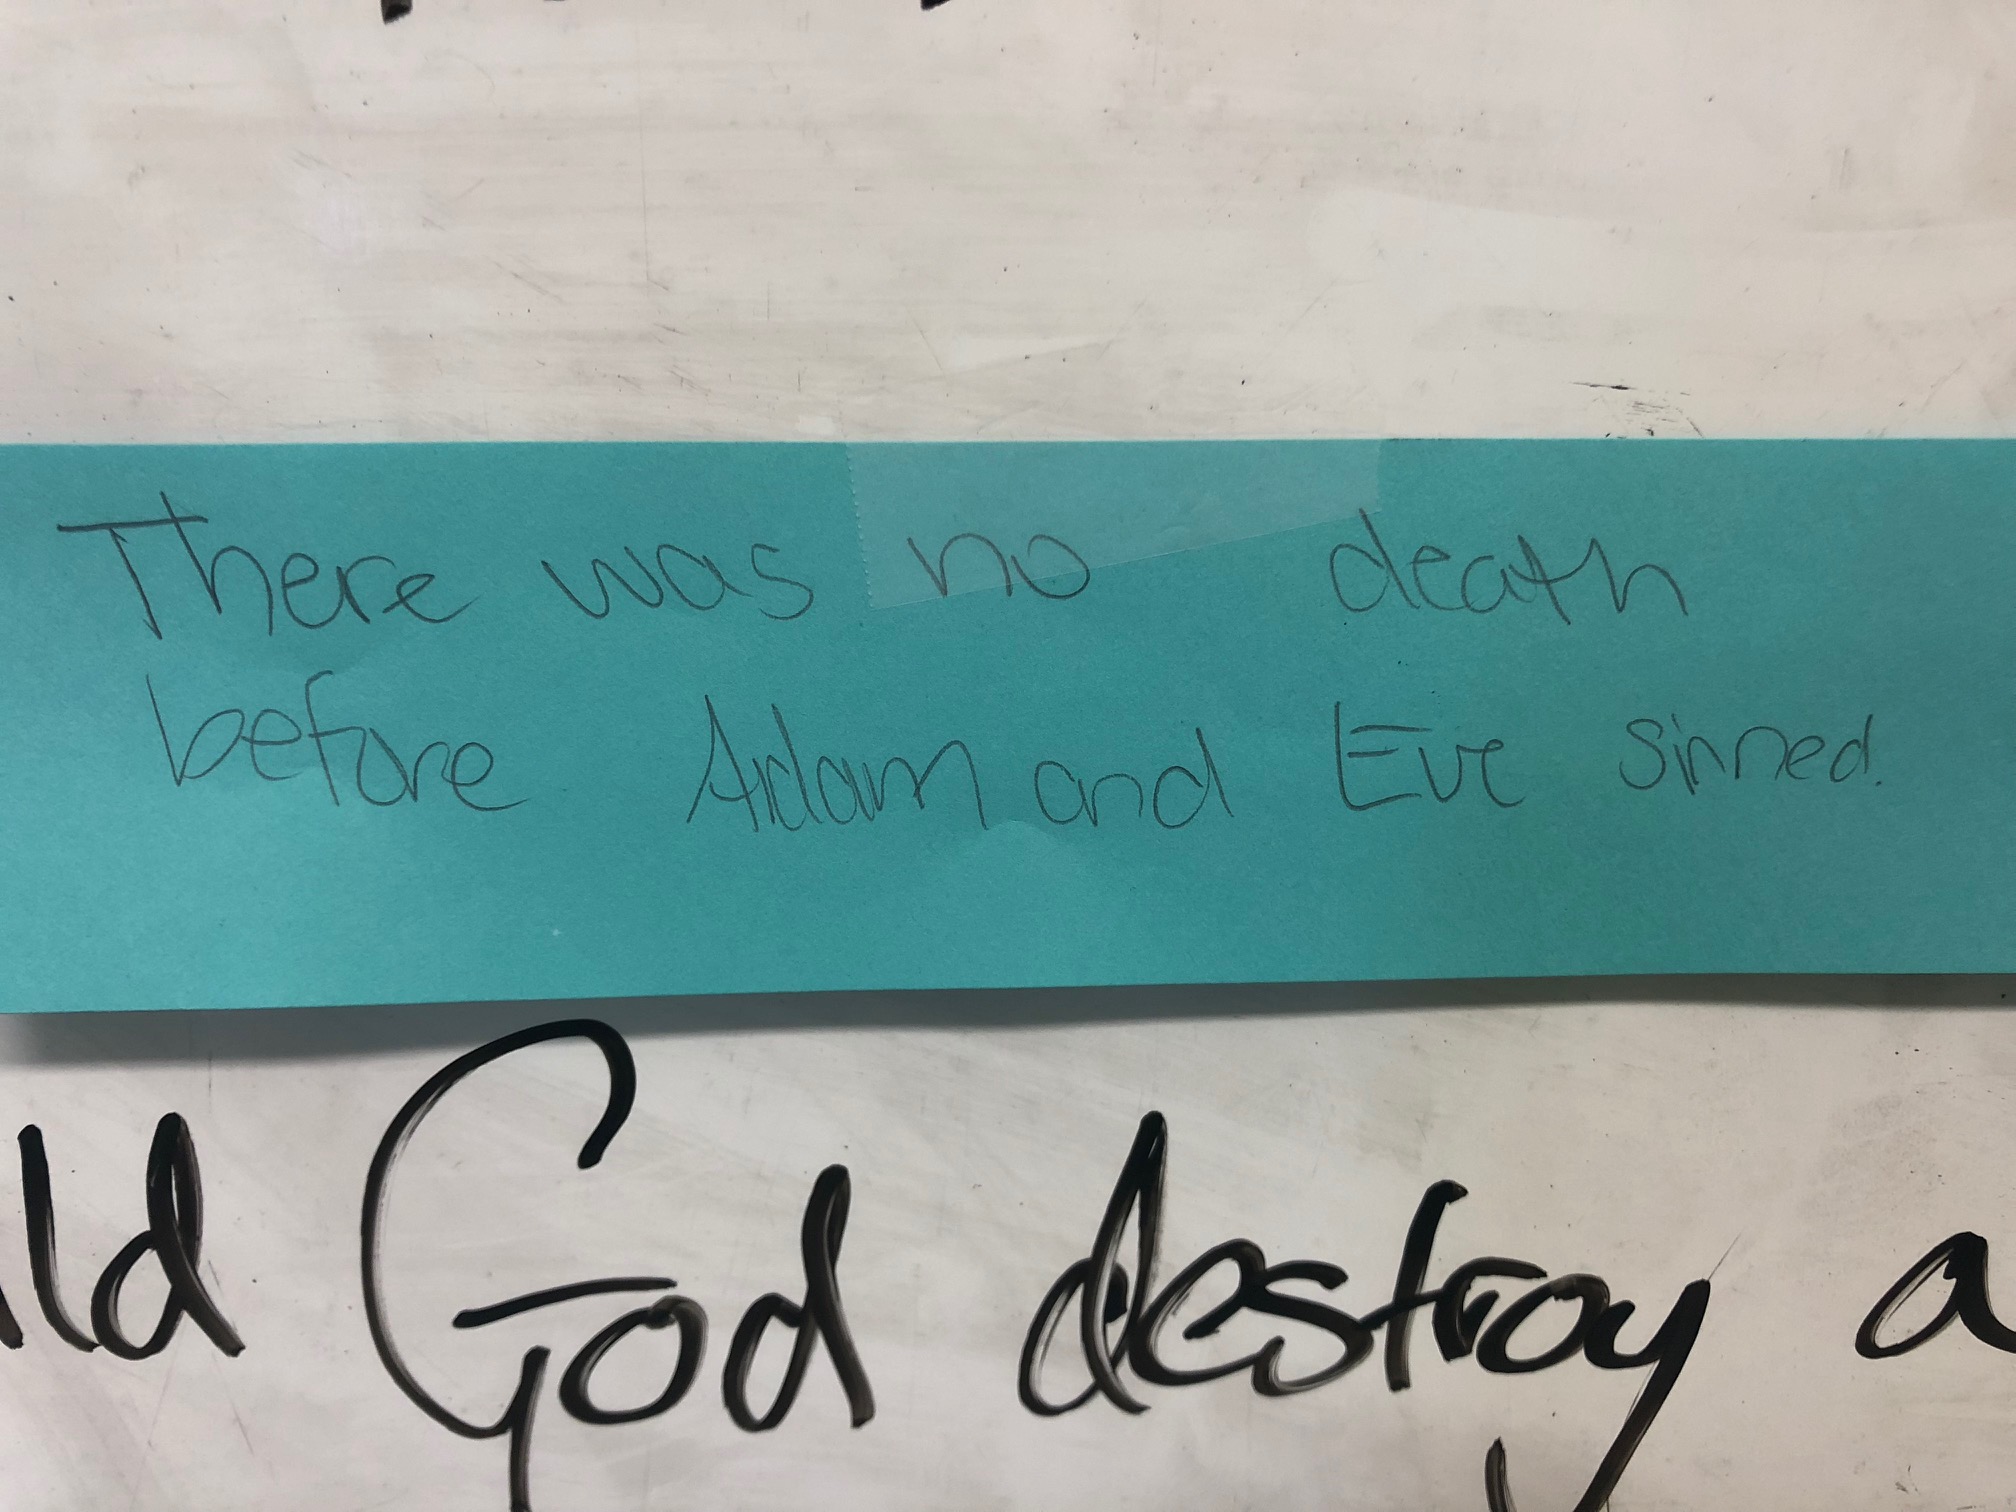 There was no death
before Adam and Eve sinned.
God destroy a